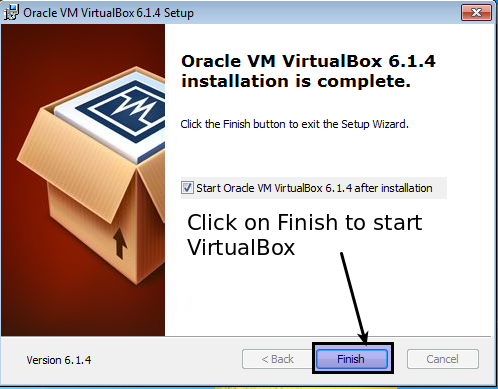 Oracle VM VirtualBox 6.1.4 Setup
Oracle VM VirtualBox 6.1.4
installation is complete.
Click the Finish button to exit the Setup Wizard.
Start Oracle VM VirtualBox 6.1.4 after installation
Click on Finish to start
VirtualBox
Version 6.1.4
< Back
Finish
Cancel